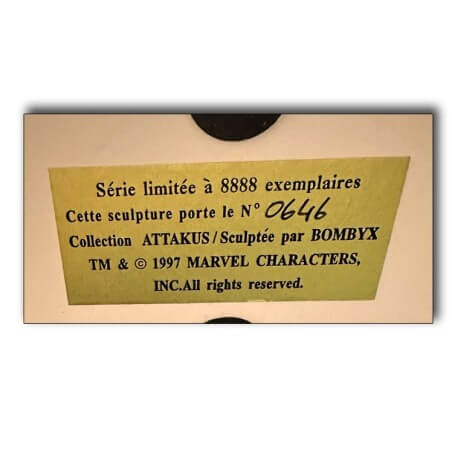 Série limitée à 8888 exemplaires
Cette sculpture porte le N° 0646
Collection ATTAKUS/Sculptée par BOMBYX
TM & © 1997 MARVEL CHARACTERS,
INC.All rights reserved.